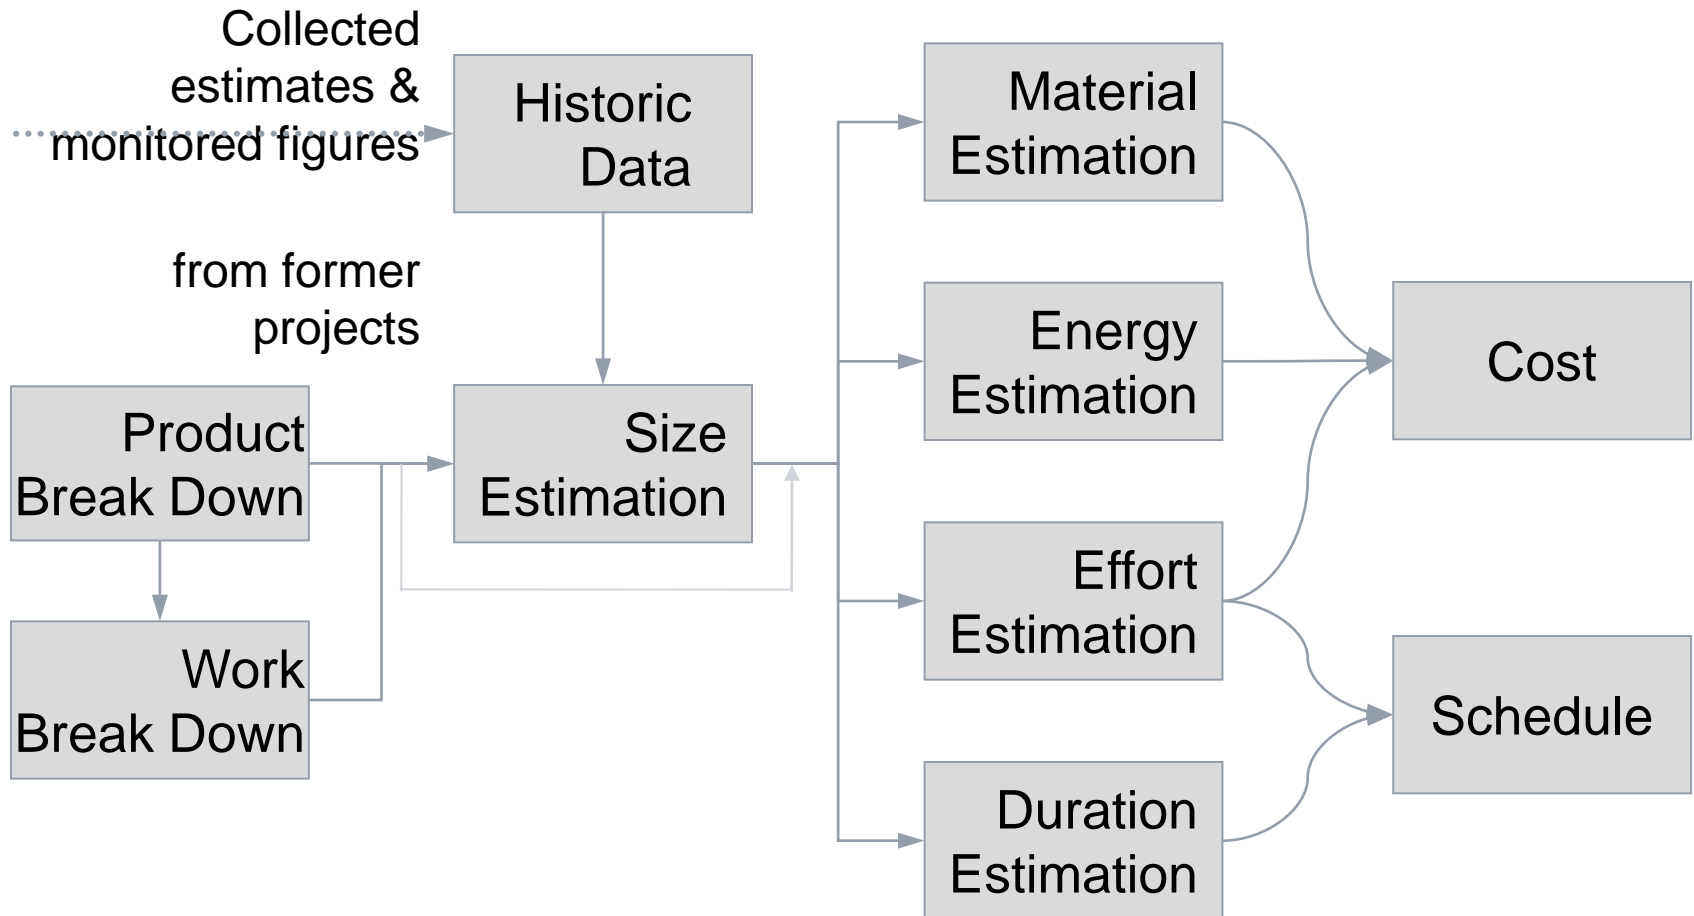 Collected
estimates &
monitored figures
from former
projects
Historic
Data
Product
Break Down
Work
Break Down
Size
Estimation
Material
Estimation
Energy
Estimation
Effort
Estimation
Duration
Estimation
Cost
Schedule